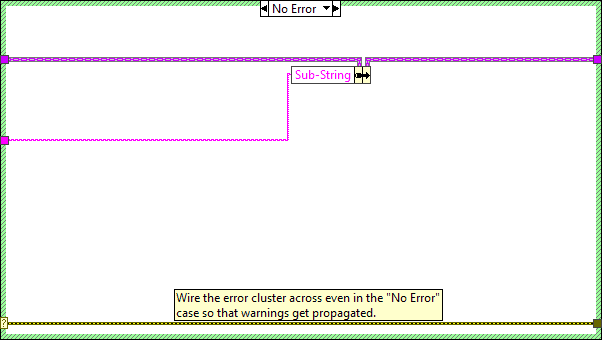 No Error
Sub-String
?
Wire the error cluster across even in the "No Error"
case so that warnings get propagated.